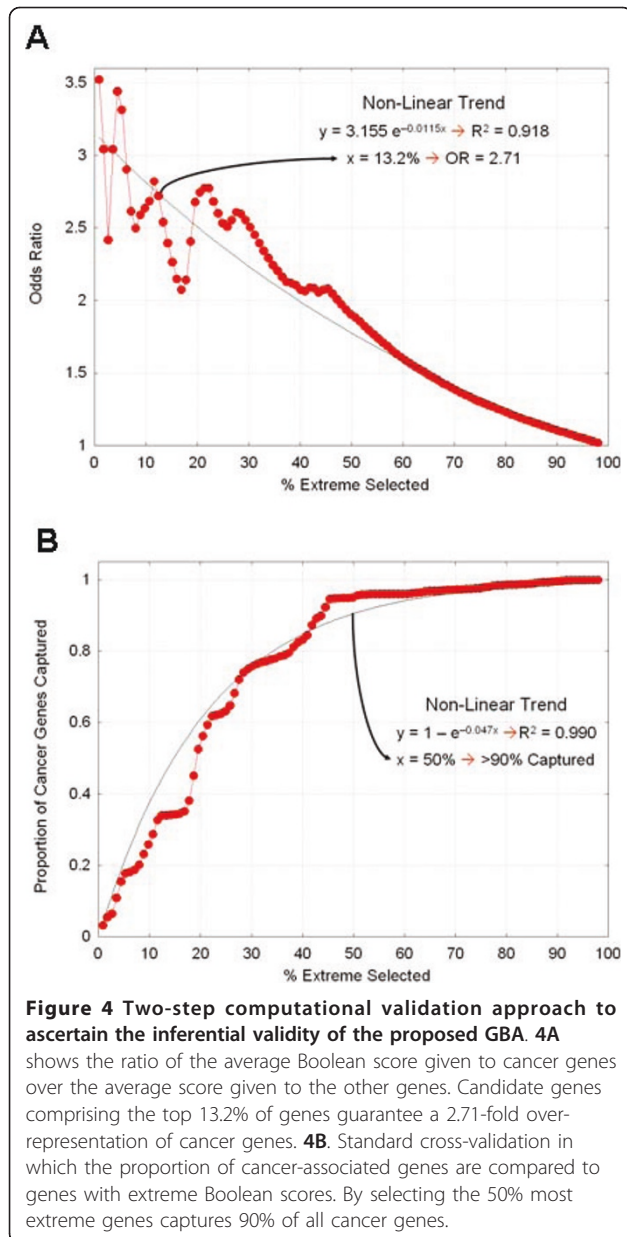 A
3.5
3
2.5
2
1.5
1
Odds Ratio
Non-Linear Trend
y = 3.155 e^–0.0115x → R² = 0.918
x = 13.2% → OR = 2.71
0 10 20 30 40 50 60 70 80 90 100
% Extreme Selected
B
1
0.8
0.6
0.4
0.2
0
Proportion of Cancer Genes Captured
Non-Linear Trend
y = 1 – e^–0.047x → R² = 0.990
x = 50% → >90% Captured
0 10 20 30 40 50 60 70 80 90 100
% Extreme Selected
Figure 4 Two-step computational validation approach to
ascertain the inferential validity of the proposed GBA. 4A
shows the ratio of the average Boolean score given to cancer genes
over the average score given to the other genes. Candidate genes
comprising the top 13.2% of genes guarantee a 2.71-fold over-
representation of cancer genes. 4B. Standard cross-validation in
which the proportion of cancer-associated genes are compared to
genes with extreme Boolean scores. By selecting the 50% most
extreme genes captures 90% of all cancer genes.